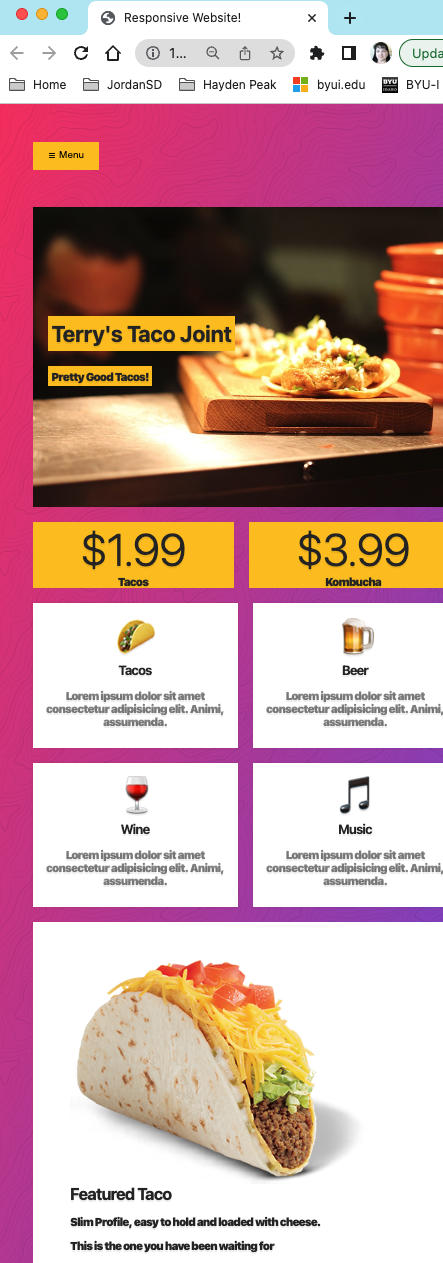 Responsive Website!
1...
Upda
Home JordanSD Hayden Peak byui.edu BYU-I
≡ Menu
Terry's Taco Joint
Pretty Good Tacos!
$1.99 $3.99
Tacos Kombucha
Tacos Beer
Lorem ipsum dolor sit amet
consectetur adipisicing elit. Animi,
assumenda.
Lorem ipsum dolor sit amet
consectetur adipisicing elit. Animi,
assumenda.
Wine Music
Lorem ipsum dolor sit amet
consectetur adipisicing elit. Animi,
assumenda.
Lorem ipsum dolor sit amet
consectetur adipisicing elit. Animi,
assumenda.
Featured Taco
Slim Profile, easy to hold and loaded with cheese.
This is the one you have been waiting for